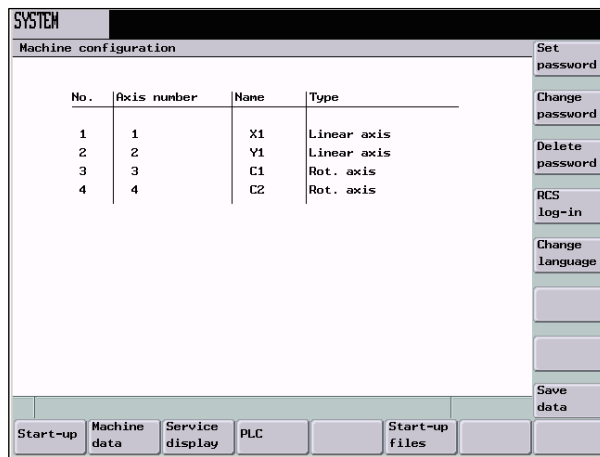 SYSTEM
Machine configuration
No. Axis number Name Type
1 1 X1 Linear axis
2 2 Y1 Linear axis
3 3 C1 Rot. axis
4 4 C2 Rot. axis
Set
password
Change
password
Delete
password
RCS
log-in
Change
language
Save
data
Start-up
Machine
data
Service
display
PLC
Start-up
files